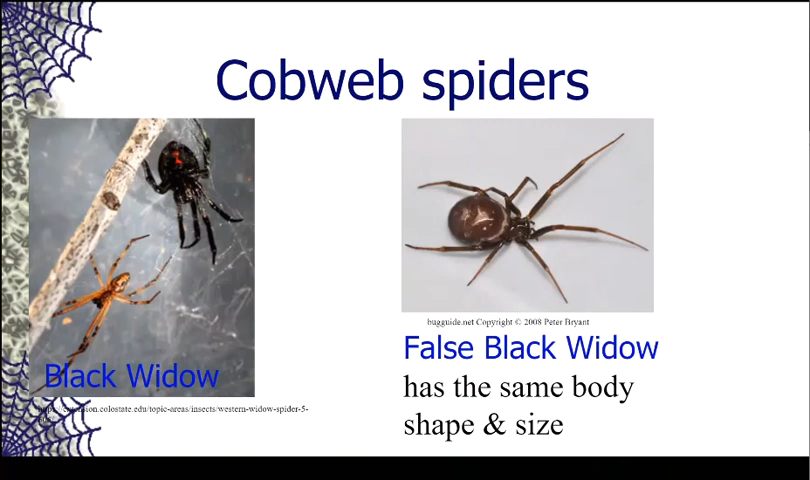 Cobweb spiders
Black Widow
https://extension.colostate.edu/topic-areas/insects/western-widow-spider-5-
bugguide.net Copyright © 2008 Peter Bryant
False Black Widow
has the same body
shape & size